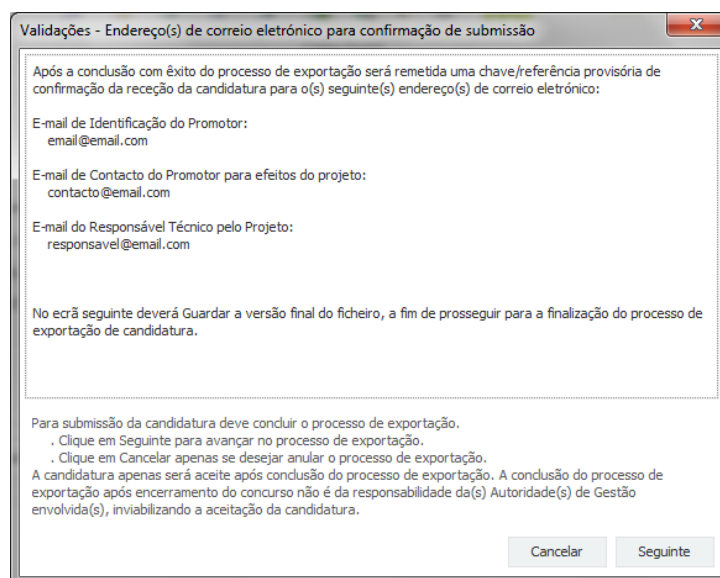 Validações - Endereço(s) de correio eletrónico para confirmação de submissão
Após a conclusão com êxito do processo de exportação será remetida uma chave/referência provisória de
confirmação da receção da candidatura para o(s) seguinte(s) endereço(s) de correio eletrónico:
E-mail de Identificação do Promotor:
email@email.com
E-mail de Contacto do Promotor para efeitos do projeto:
contacto@email.com
E-mail do Responsável Técnico pelo Projeto:
responsavel@email.com
No ecrã seguinte deverá Guardar a versão final do ficheiro, a fim de prosseguir para a finalização do processo de
exportação de candidatura.
Para submissão da candidatura deve concluir o processo de exportação.
. Clique em Seguinte para avançar no processo de exportação.
. Clique em Cancelar apenas se desejar anular o processo de exportação.
A candidatura apenas será aceite após conclusão do processo de exportação. A conclusão do processo de
exportação após encerramento do concurso não é da responsabilidade da(s) Autoridade(s) de Gestão
envolvida(s), inviabilizando a aceitação da candidatura.
Cancelar Seguinte